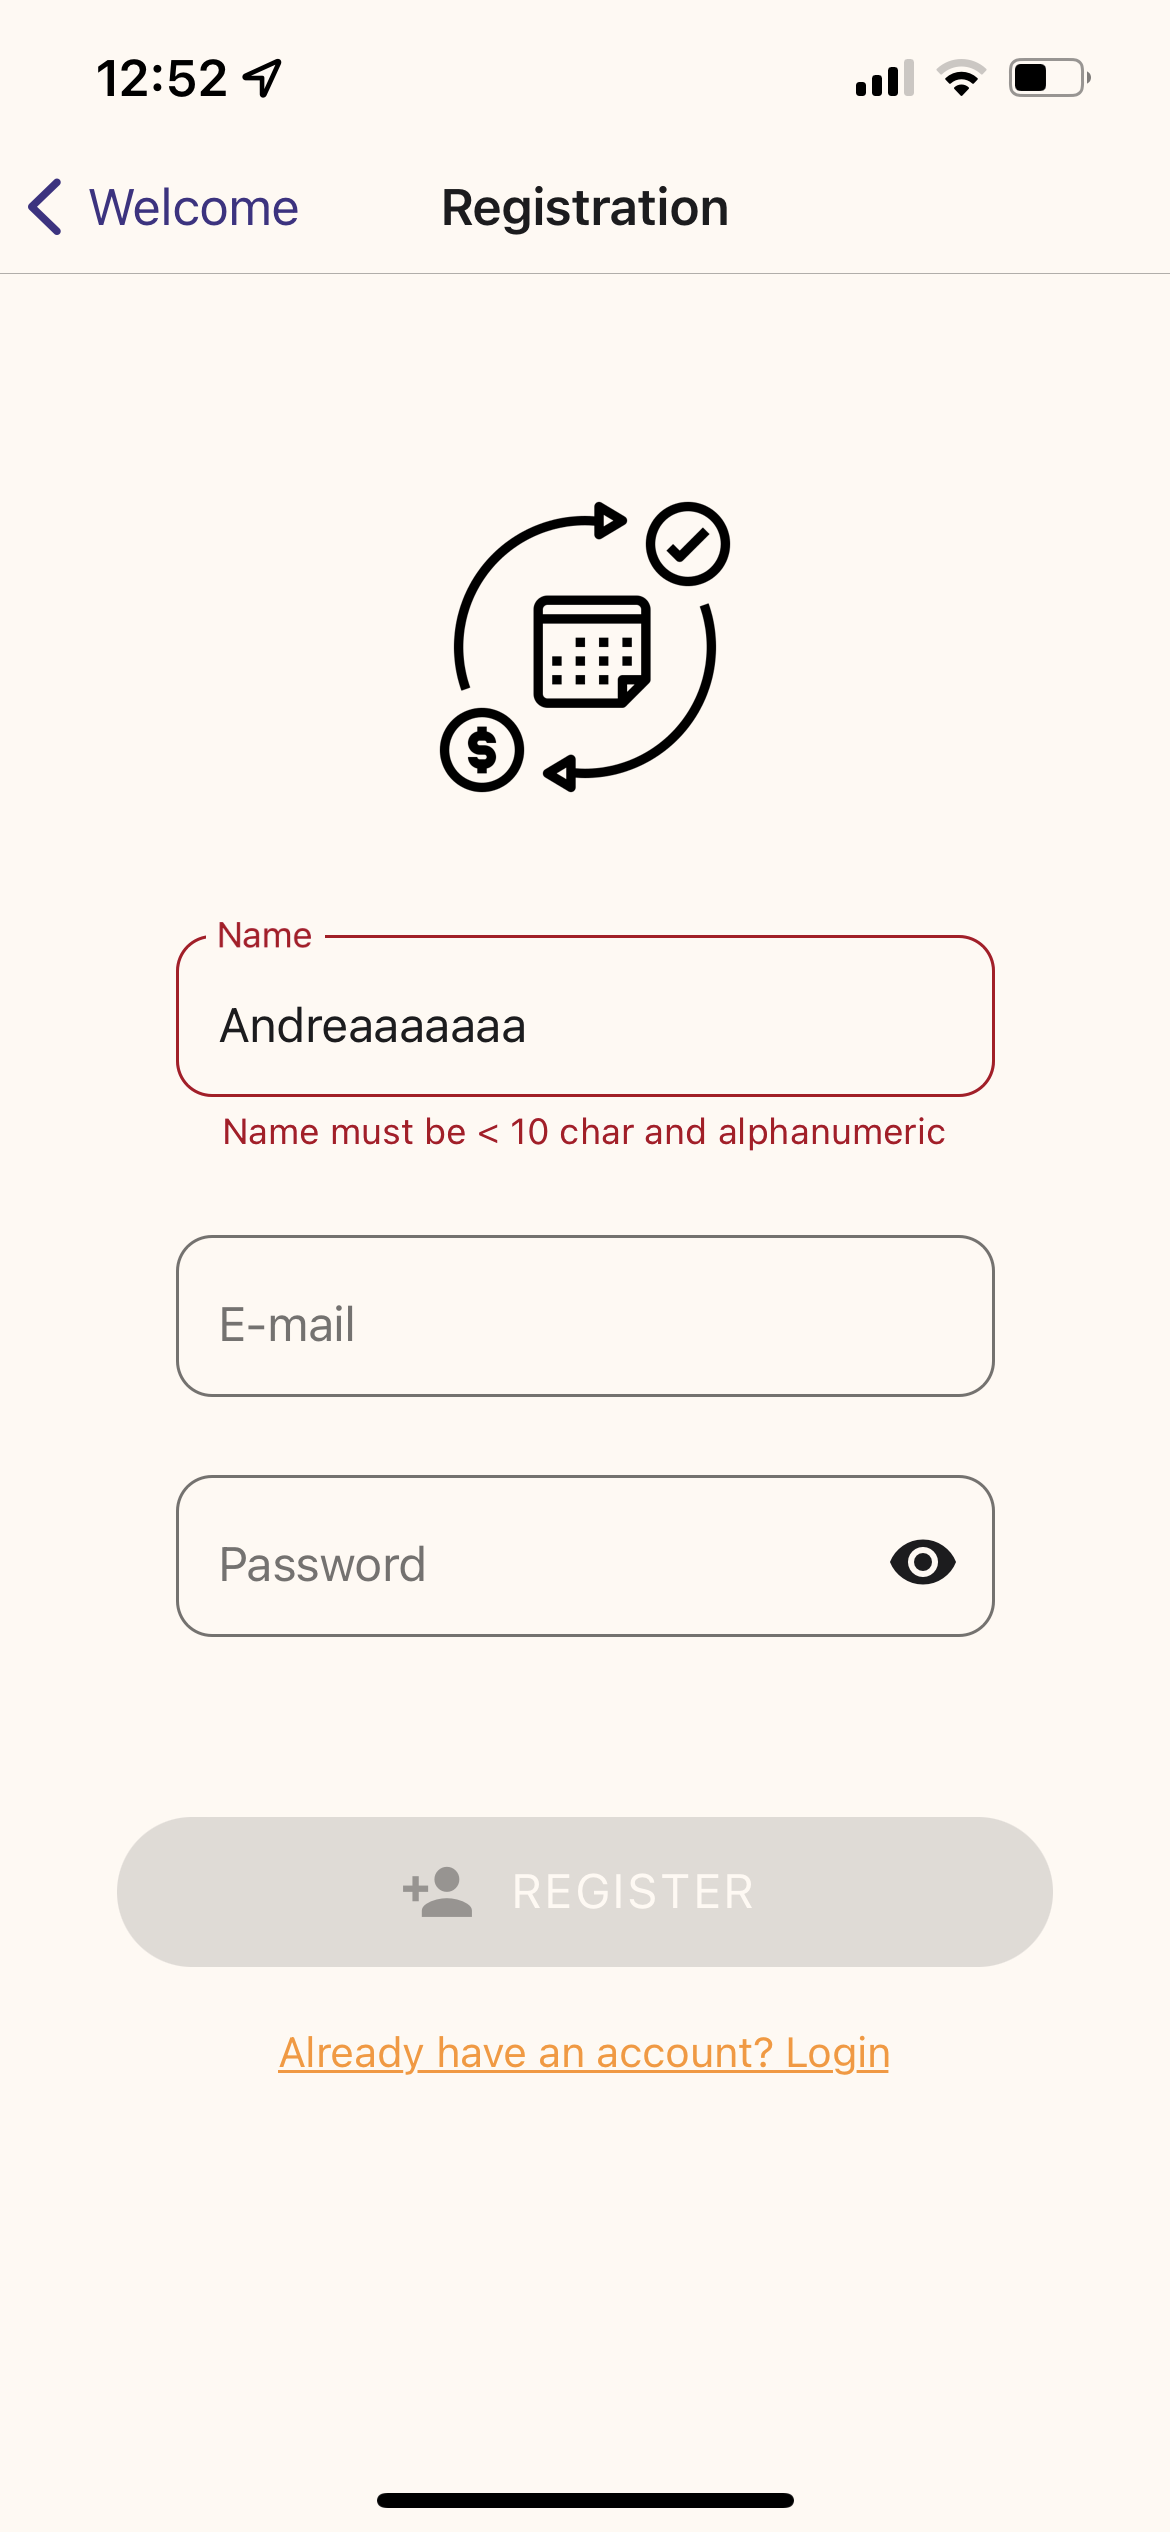 12:52
Welcome
Registration
$
Name
Andreaaaaaaa
Name must be < 10 char and alphanumeric
E-mail
Password
REGISTER
Already have an account? Login